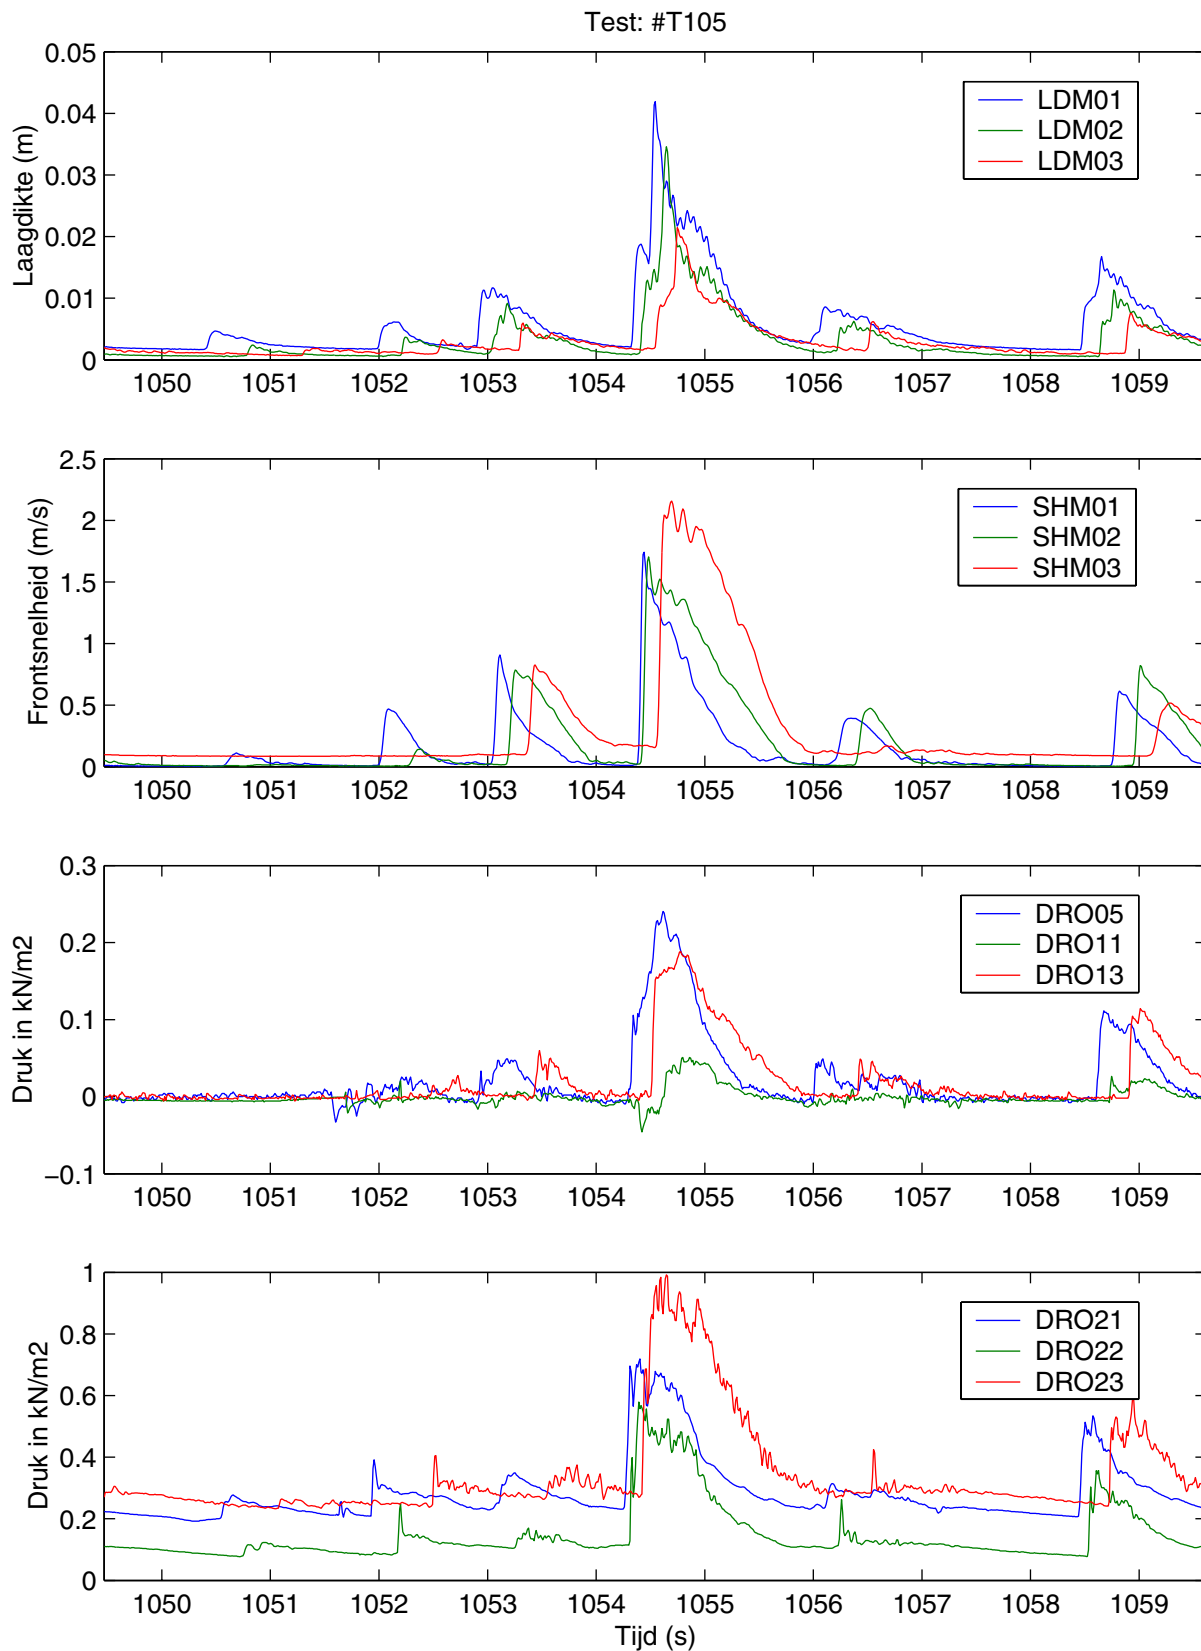 Test: #T105
0.05
0.04
0.03
0.02
0.01
0
Laagdikte (m)
LDM01
LDM02
LDM03
1050 1051 1052 1053 1054 1055 1056 1057 1058 1059
2.5
2
1.5
1
0.5
0
Frontsnelheid (m/s)
SHM01
SHM02
SHM03
1050 1051 1052 1053 1054 1055 1056 1057 1058 1059
0.3
0.2
0.1
0
−0.1
Druk in kN/m2
DRO05
DRO11
DRO13
1050 1051 1052 1053 1054 1055 1056 1057 1058 1059
1
0.8
0.6
0.4
0.2
0
Druk in kN/m2
DRO21
DRO22
DRO23
1050 1051 1052 1053 1054 1055 1056 1057 1058 1059
Tijd (s)